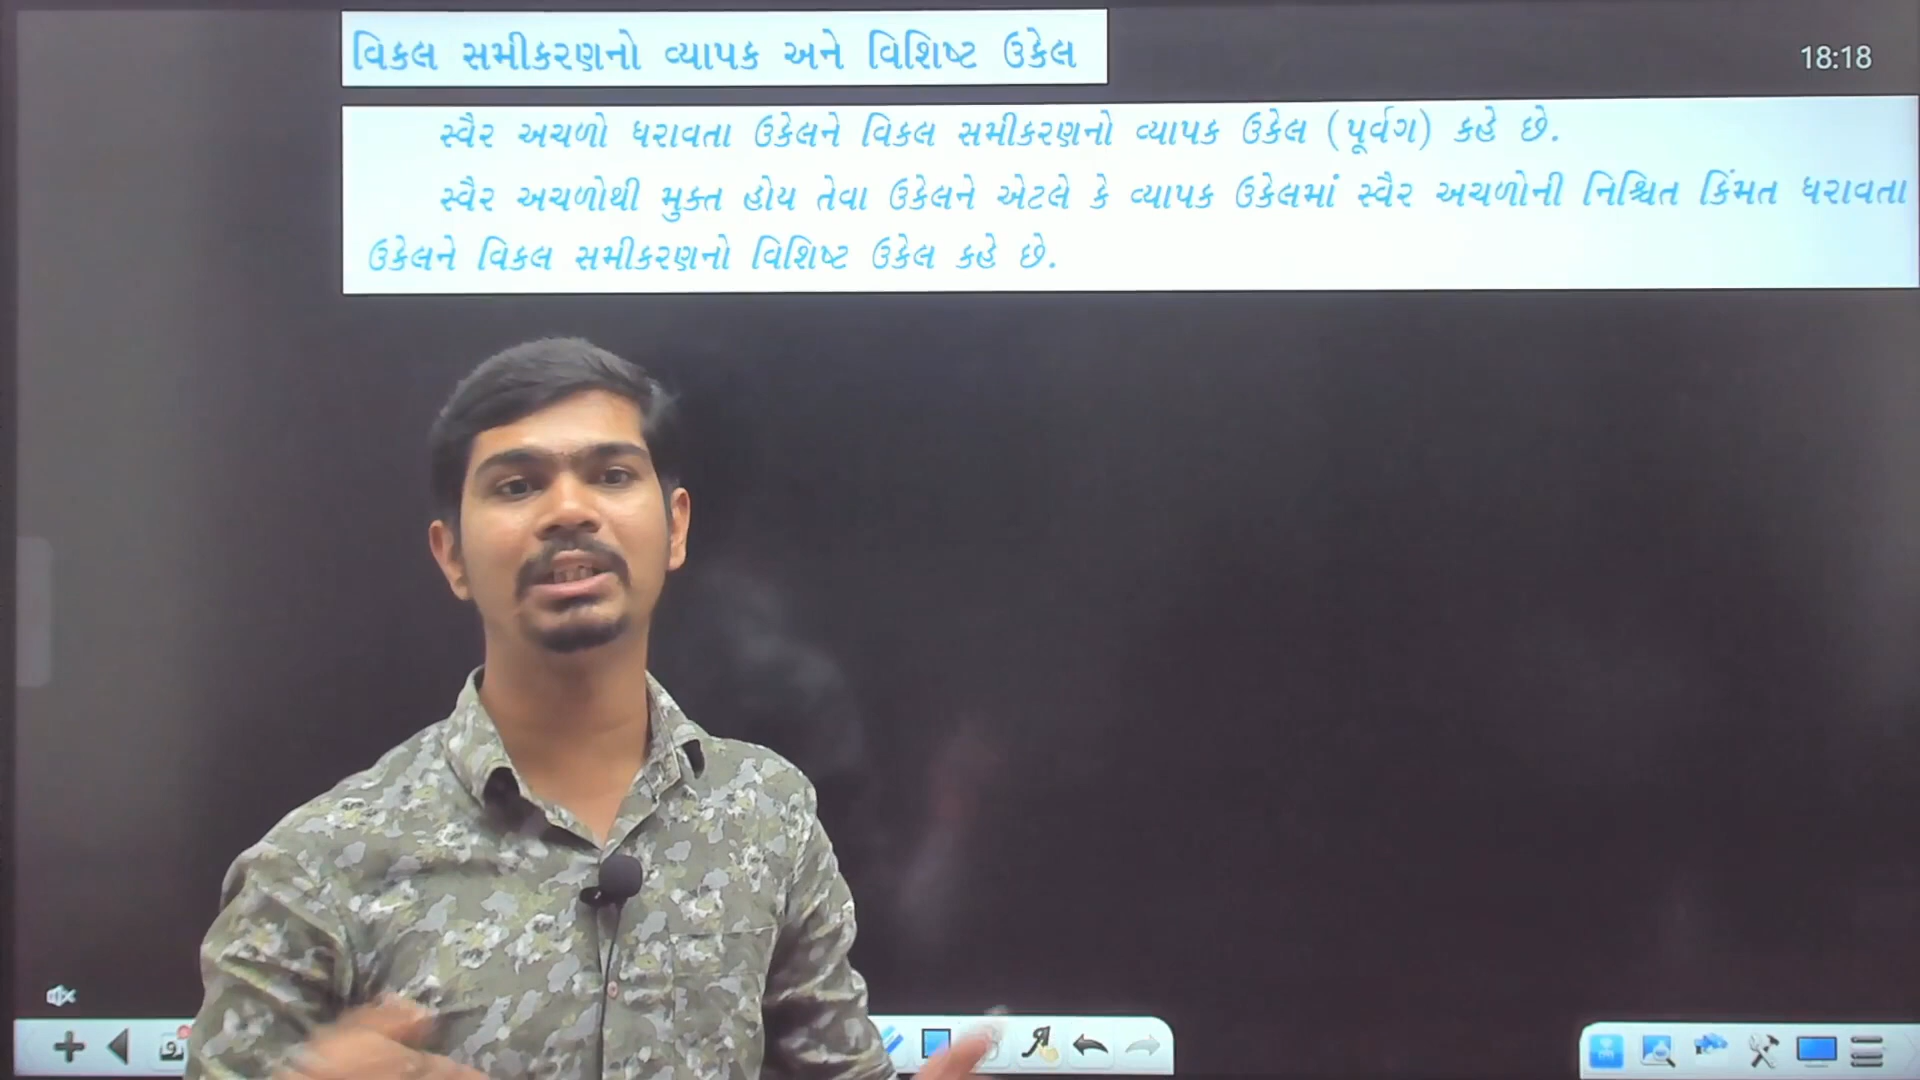 વિકલ સમીકરણનો વ્યાપક અને વિશિષ્ટ ઉકેલ
18:18
સ્વૈર અચળો ધરાવતા ઉકેલને વિકલ સમીકરણનો વ્યાપક ઉકેલ (પૂર્વગ) કહે છે.
સ્વૈર અચળોથી મુક્ત હોય તેવા ઉકેલને એટલે કે વ્યાપક ઉકેલમાં સ્વૈર અચળોની નિશ્ચિત કિંમત ધરાવતા
ઉકેલને વિકલ સમીકરણનો વિશિષ્ટ ઉકેલ કહે છે.